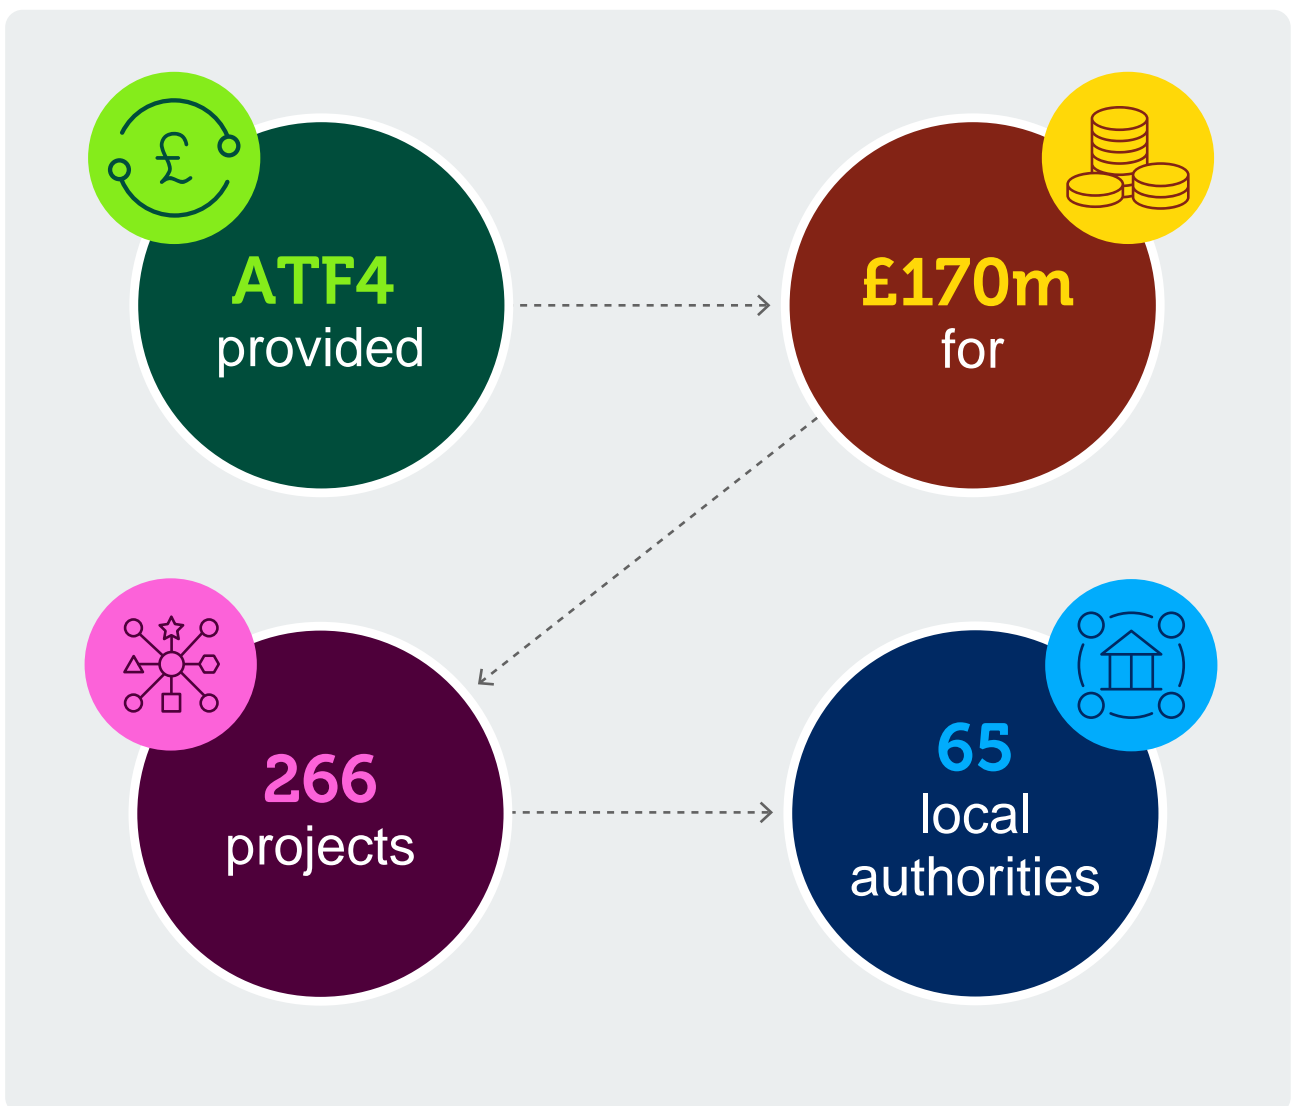 £
ATF4
provided
£170m
for
266
projects
65
local
authorities